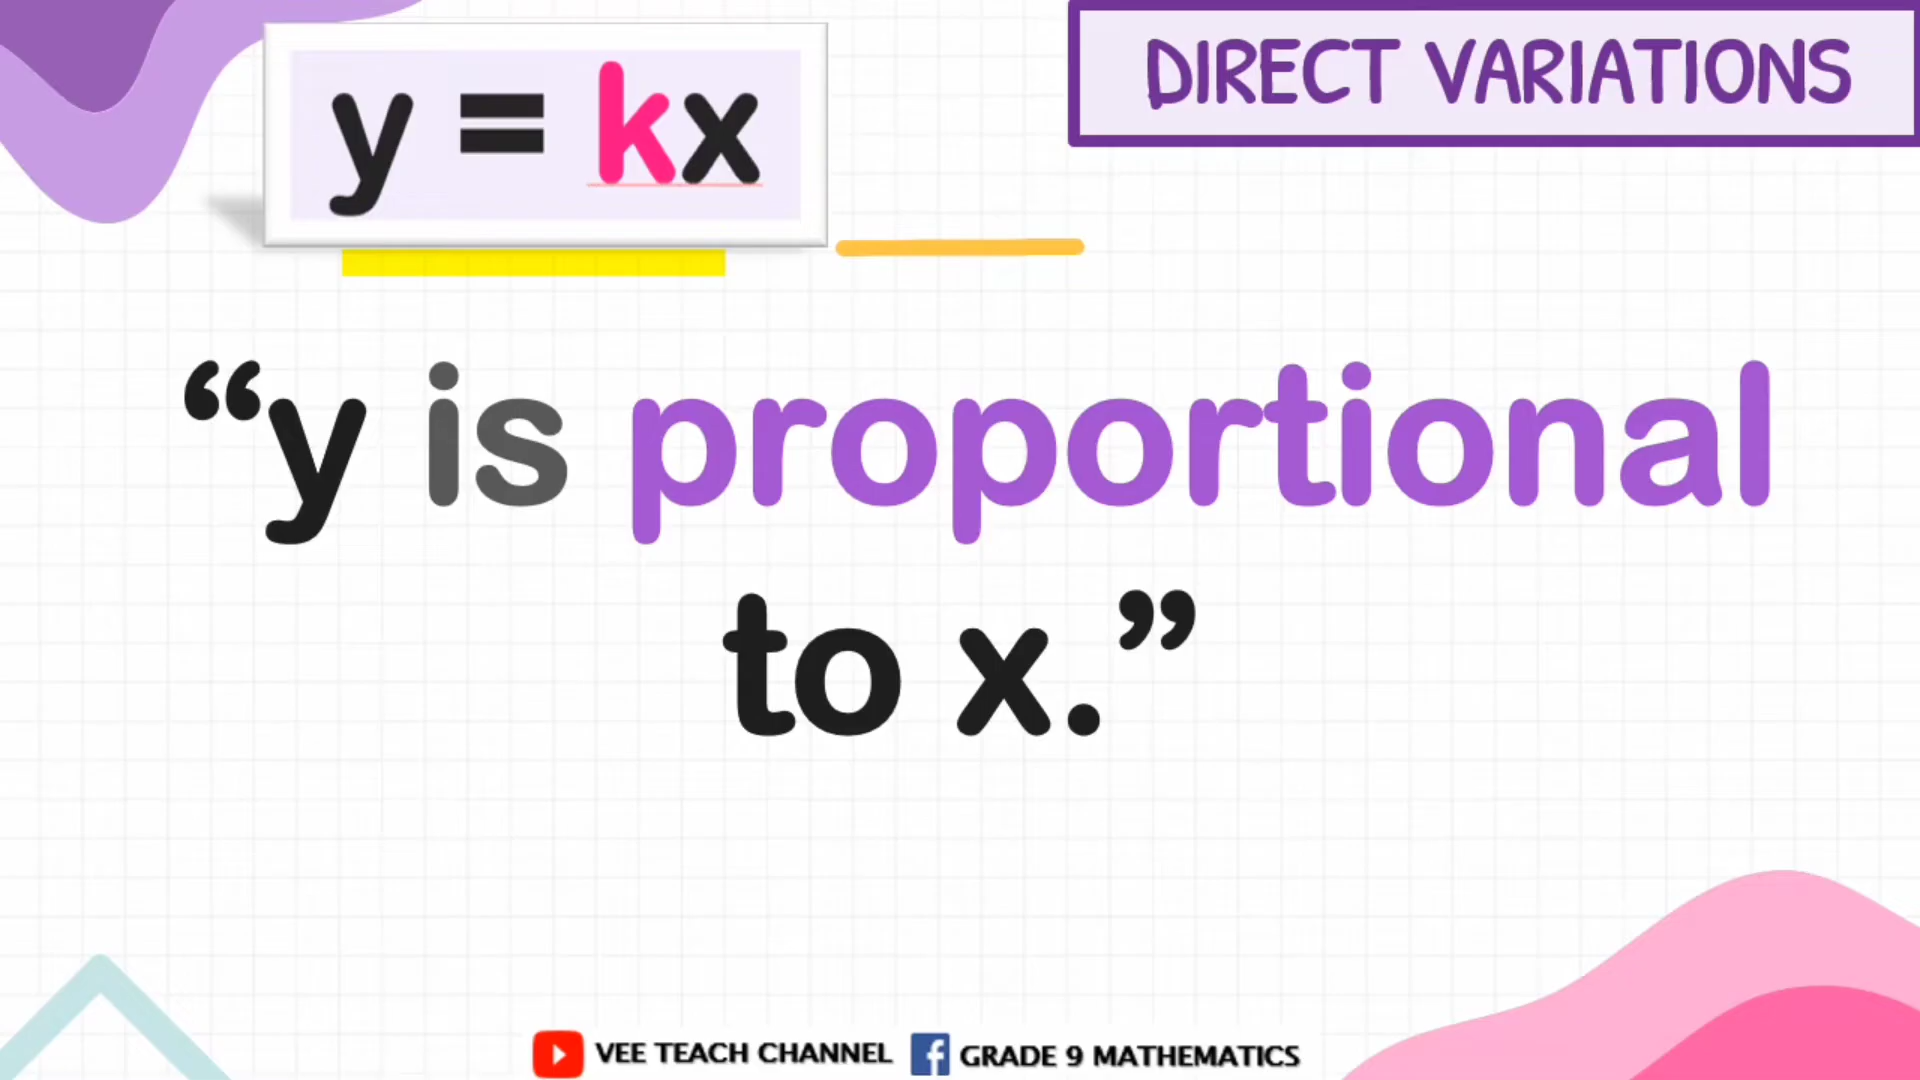 y = kx
DIRECT VARIATIONS
“y is proportional
to x.”
VEE TEACH CHANNEL GRADE 9 MATHEMATICS